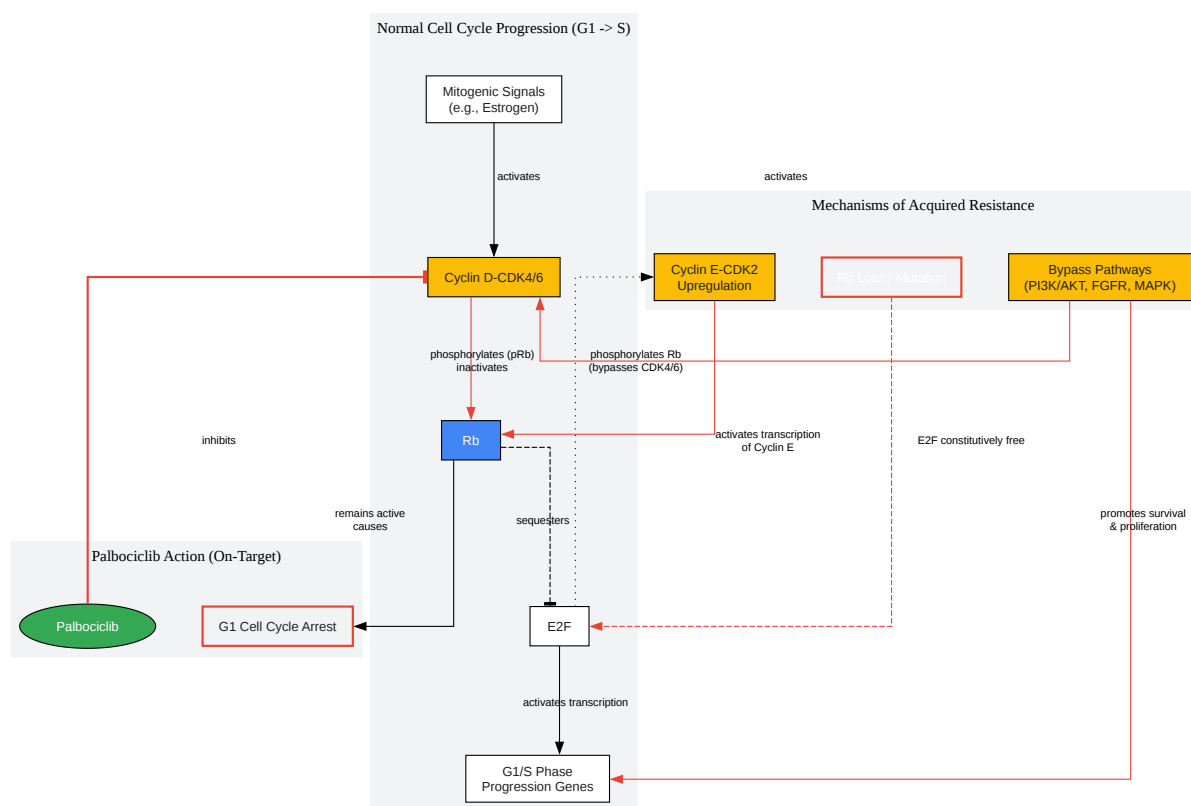 Normal Cell Cycle Progression (G1 -> S)
Mitogenic Signals
(e.g., Estrogen)
activates
activates
Mechanisms of Acquired Resistance
Cyclin D-CDK4/6
Cyclin E-CDK2
Upregulation
Rb Loss / Mutation
Bypass Pathways
(PI3K/AKT, FGFR, MAPK)
phosphorylates (pRb)
inactivates
phosphorylates Rb
(bypasses CDK4/6)
Rb
inhibits
activates transcription
of Cyclin E
E2F constitutively free
remains active
causes
sequesters
promotes survival
& proliferation
Palbociclib Action (On-Target)
Palbociclib
G1 Cell Cycle Arrest
E2F
activates transcription
G1/S Phase
Progression Genes